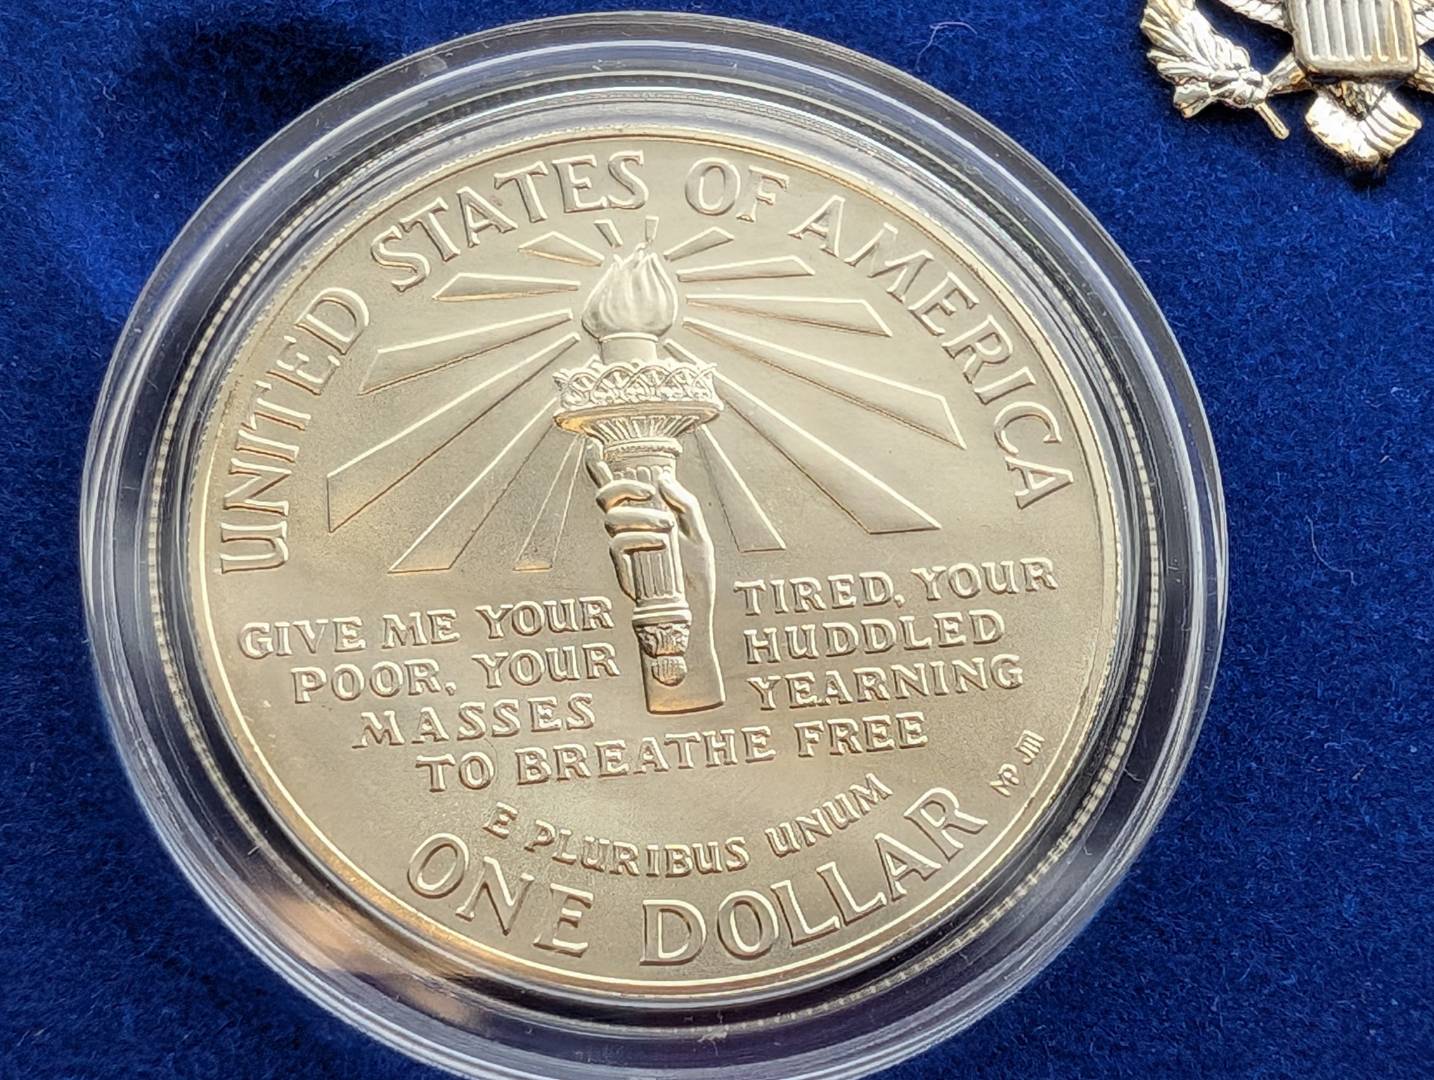 UNITED STATES OF AMERICA
GIVE ME YOUR TIRED, YOUR
POOR, YOUR HUDDLED
MASSES YEARNING
TO BREATHE FREE
E PLURIBUS UNUM
ONE DOLLAR